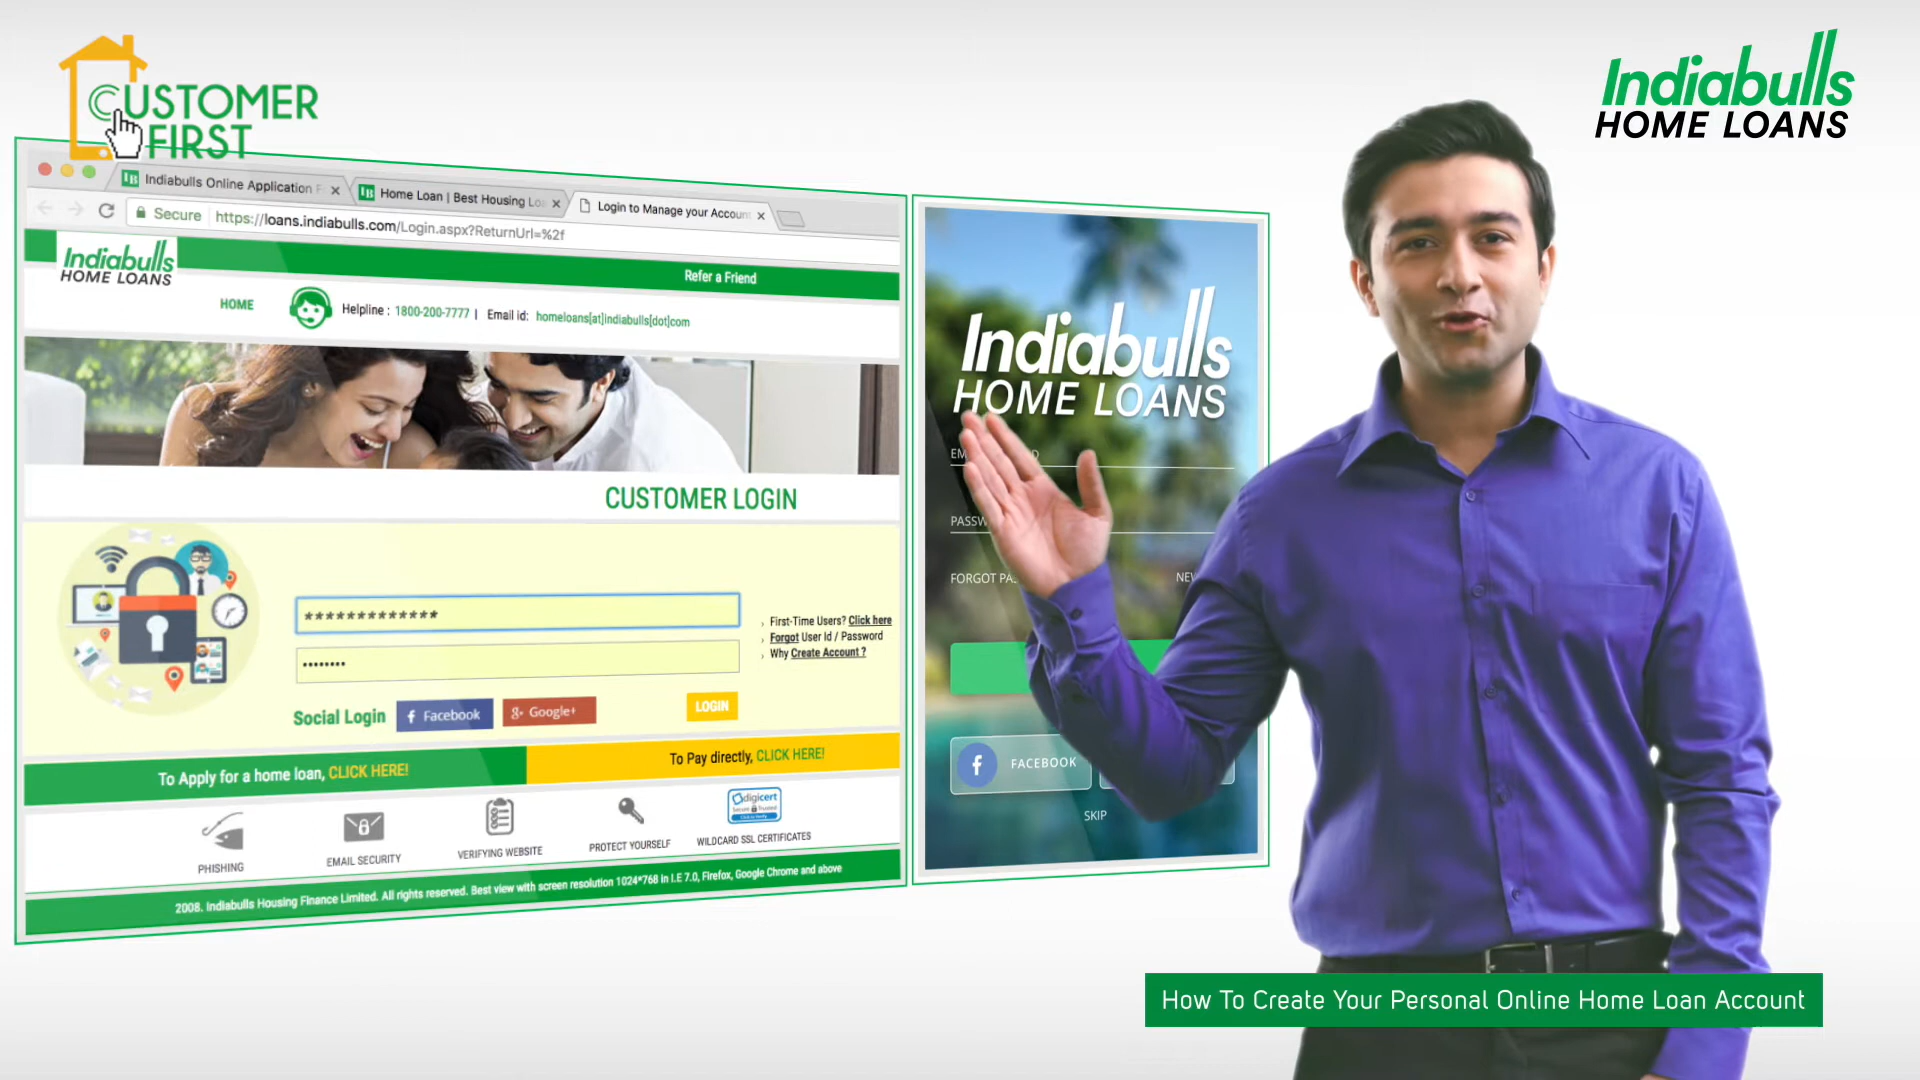 CUSTOMER
FIRST
Indiabulls
HOME LOANS
Indiabulls Online Application
Home Loan | Best Housing Loa
Login to Manage your Account
Secure
https://loans.indiabulls.com/Login.aspx?ReturnUrl=%2f
Indiabulls
HOME LOANS
Refer a Friend
HOME
Helpline : 1800-200-7777 | Email id: homeloans[at]indiabulls[dot]com
CUSTOMER LOGIN
*************
••••••••
First-Time Users? Click here
Forgot User Id / Password
Why Create Account ?
Social Login
f Facebook
g+ Google+
LOGIN
To Apply for a home loan, CLICK HERE!
To Pay directly, CLICK HERE!
PHISHING
EMAIL SECURITY
VERIFYING WEBSITE
PROTECT YOURSELF
digicert
WILDCARD SSL CERTIFICATES
2008. Indiabulls Housing Finance Limited. All rights reserved. Best view with screen resolution 1024*768 in I.E 7.0, Firefox, Google Chrome and above
Indiabulls
HOME LOANS
PASSW
FORGOT PA
NEW
f FACEBOOK
SKIP
How To Create Your Personal Online Home Loan Account